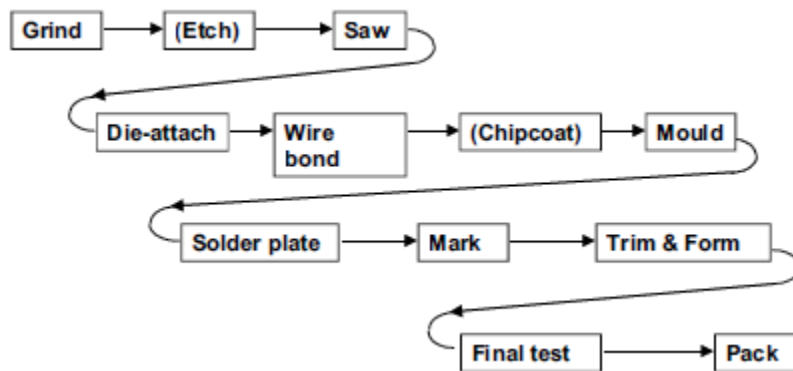 Grind
(Etch)
Saw
Die-attach
Wire
bond
(Chipcoat)
Mould
Solder plate
Mark
Trim & Form
Final test
Pack